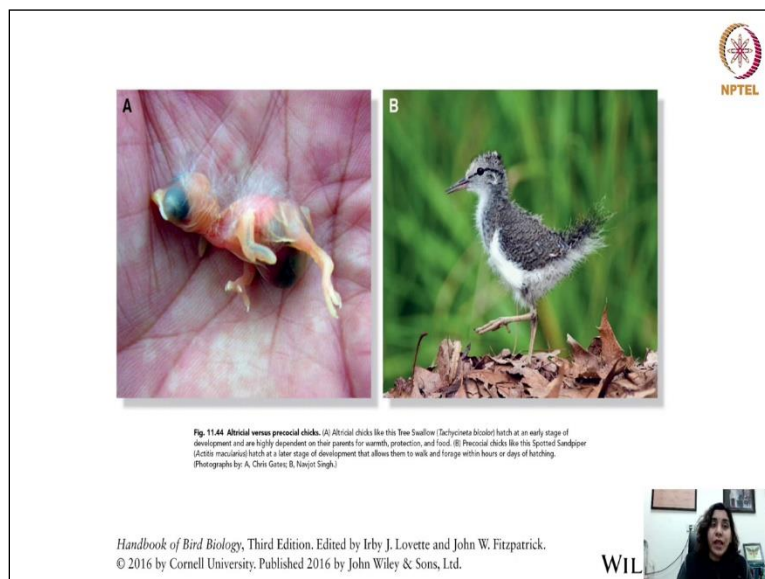 NPTEL
A
B
Fig. 11.44 Altricial versus precocial chicks. (A) Altricial chicks like this Tree Swallow (Tachycineta bicolor) hatch at an early stage of
development and are highly dependent on their parents for warmth, protection, and food. (B) Precocial chicks like this Spotted Sandpiper
(Actitis macularius) hatch at a later stage of development that allows them to walk and forage within hours or days of hatching.
(Photographs by: A, Chris Gates; B, Navjot Singh.)
Handbook of Bird Biology, Third Edition. Edited by Irby J. Lovette and John W. Fitzpatrick.
© 2016 by Cornell University. Published 2016 by John Wiley & Sons, Ltd.
WIL